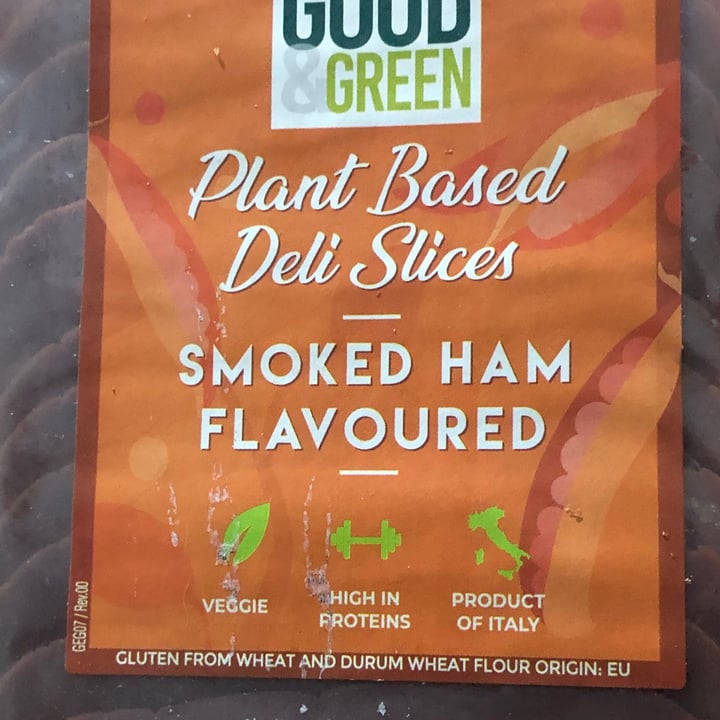 GOOD
& GREEN
Plant Based
Deli Slices
SMOKED HAM
FLAVOURED
VEGGIE
HIGH IN
PROTEINS
PRODUCT
OF ITALY
GEG07 / Rev.00
GLUTEN FROM WHEAT AND DURUM WHEAT FLOUR ORIGIN: EU